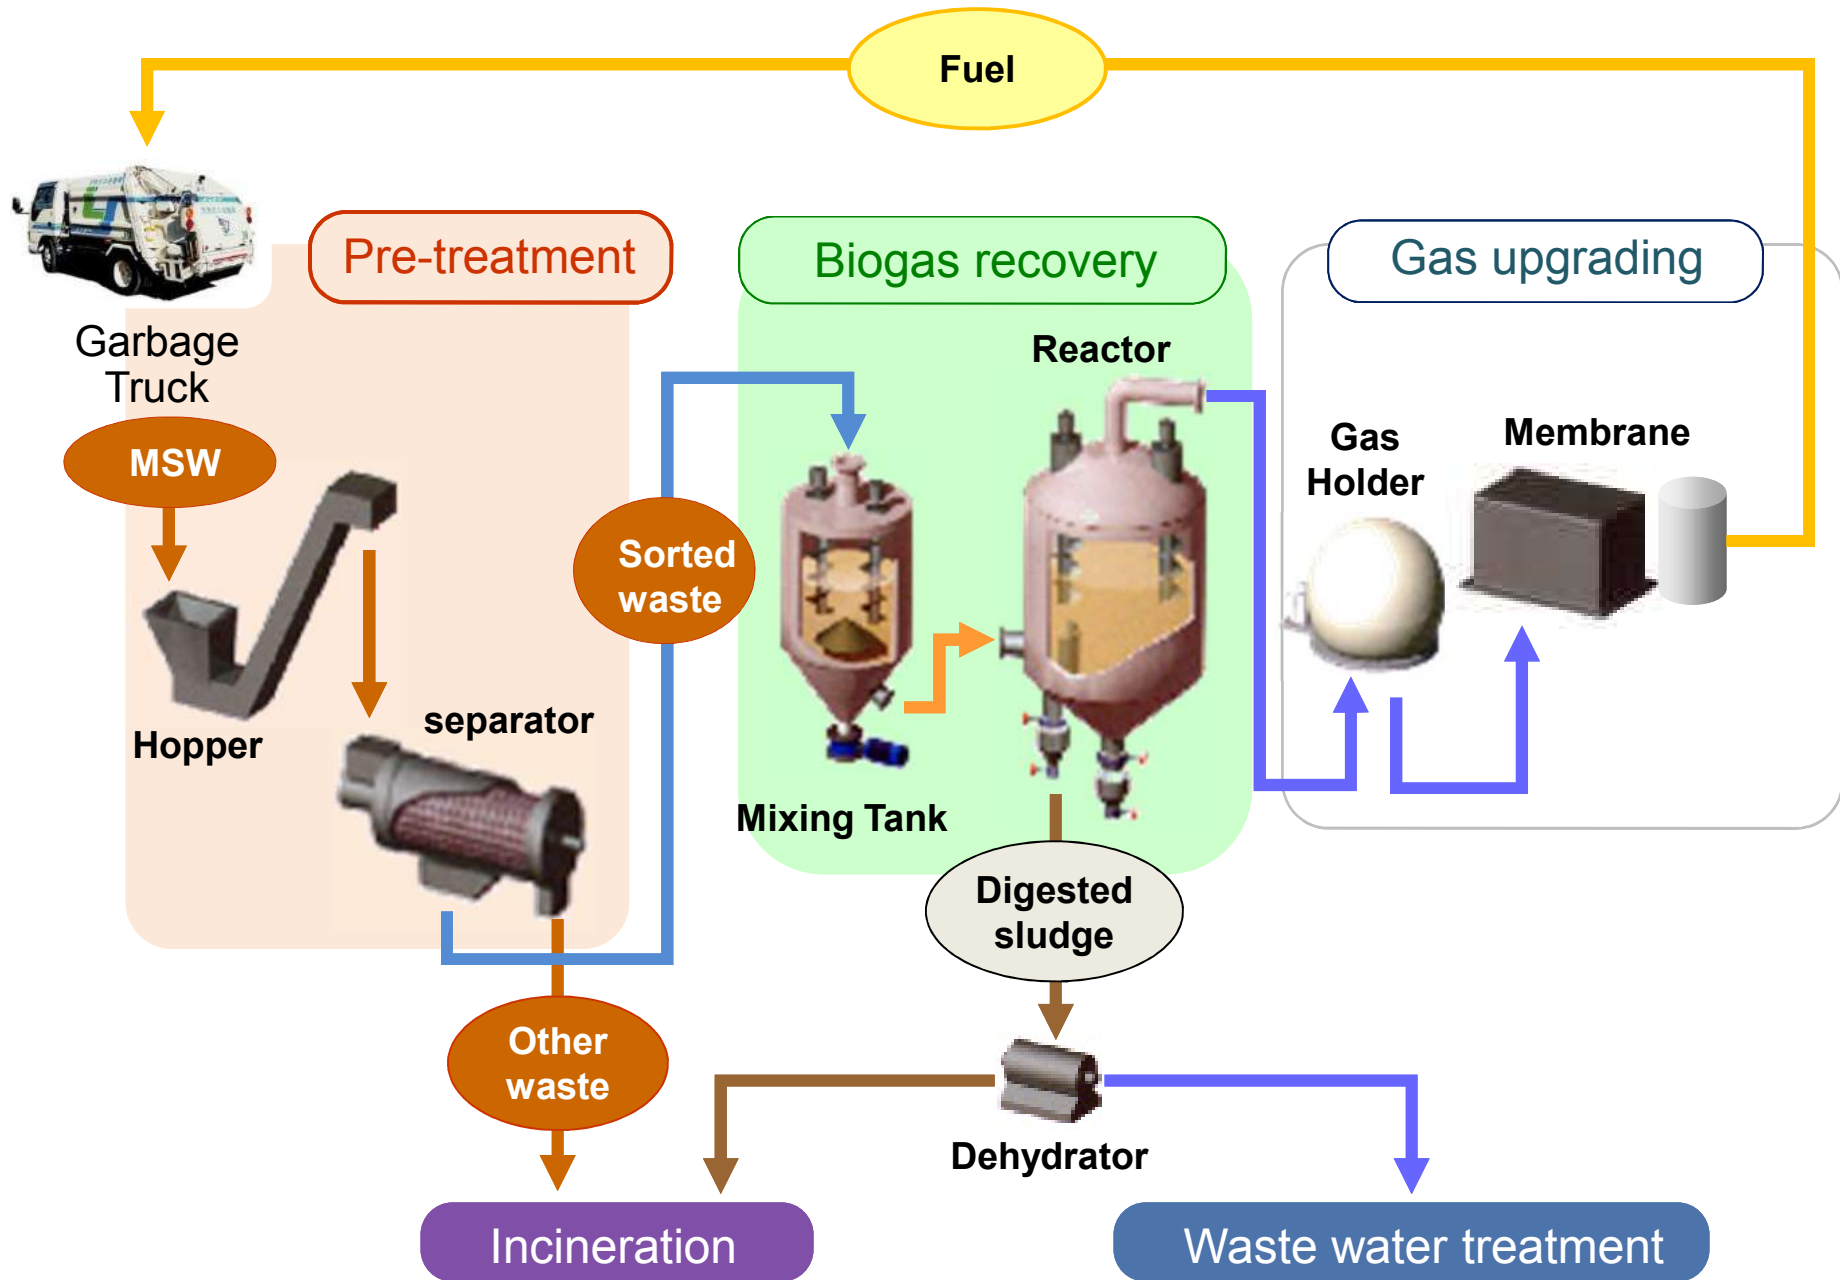 Fuel
Pre-treatment
Biogas recovery
Gas upgrading
Garbage
Truck
Reactor
MSW
Gas
Holder
Membrane
Sorted
waste
separator
Hopper
Mixing Tank
Digested
sludge
Other
waste
Dehydrator
Incineration
Waste water treatment